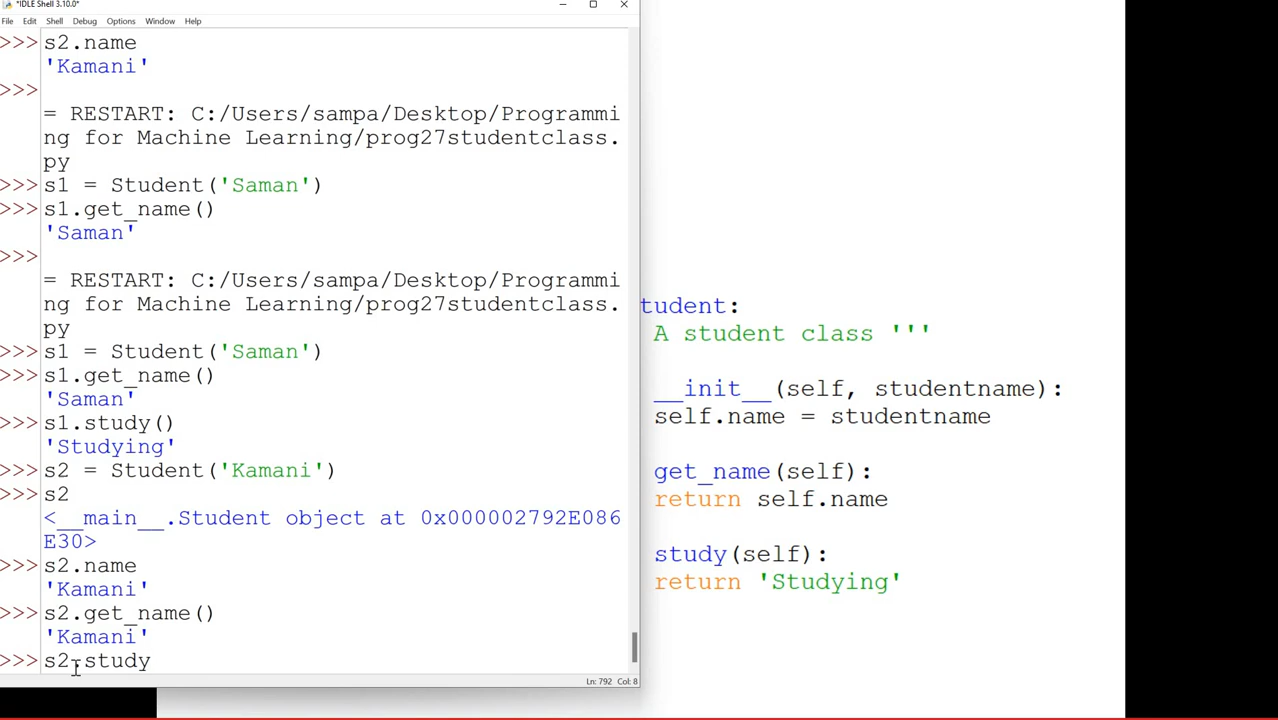 *IDLE Shell 3.10.0*
File Edit Shell Debug Options Window Help
>>> s2.name
'Kamani'
>>>
= RESTART: C:/Users/sampa/Desktop/Programmi
ng for Machine Learning/prog27studentclass.
py
>>> s1 = Student('Saman')
>>> s1.get_name()
'Saman'
>>>
= RESTART: C:/Users/sampa/Desktop/Programmi
ng for Machine Learning/prog27studentclass.
py
>>> s1 = Student('Saman')
>>> s1.get_name()
'Saman'
>>> s1.study()
'Studying'
>>> s2 = Student('Kamani')
>>> s2
<__main__.Student object at 0x000002792E086
E30>
>>> s2.name
'Kamani'
>>> s2.get_name()
'Kamani'
>>> s2.study
Ln: 792 Col: 8
tudent:
A student class '''
__init__(self, studentname):
self.name = studentname
get_name(self):
return self.name
study(self):
return 'Studying'